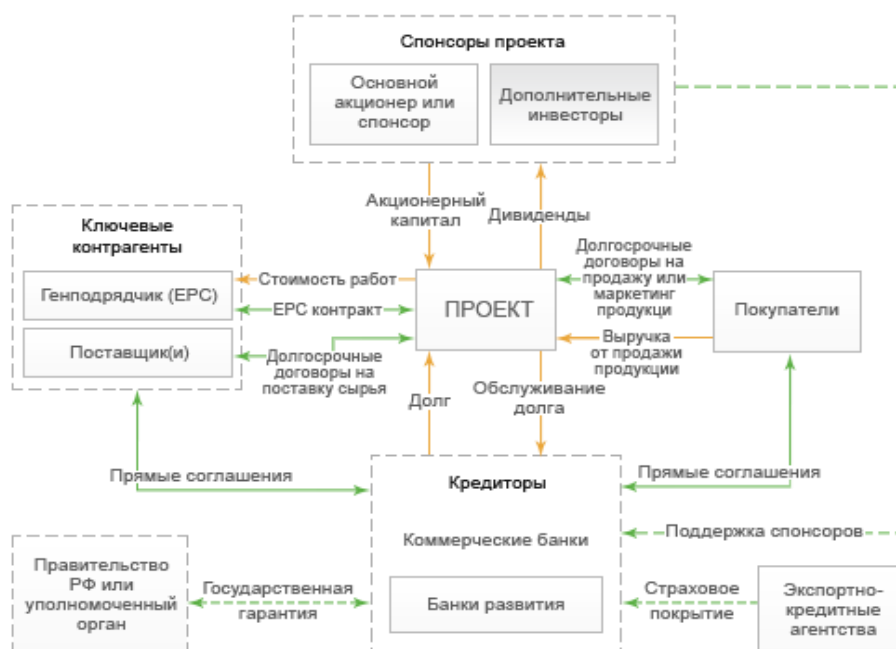 Спонсоры проекта
Основной
акционер или
спонсор
Дополнительные
инвесторы
Акционерный
капитал
Дивиденды
Ключевые
контрагенты
Генподрядчик (EPC)
Поставщик(и)
Стоимость работ
EPC контракт
Долгосрочные
договоры на
поставку сырья
ПРОЕКТ
Долгосрочные
договоры на
продажу или
маркетинг
продукци
Выручка
от продажи
продукции
Покупатели
Долг
Обслуживание
долга
Прямые соглашения
Кредиторы
Прямые соглашения
Коммерческие банки
Поддержка спонсоров
Правительство
РФ или
уполномоченный
орган
Государственная
гарантия
Банки развития
Страховое
покрытие
Экспортно-
кредитные
агентства